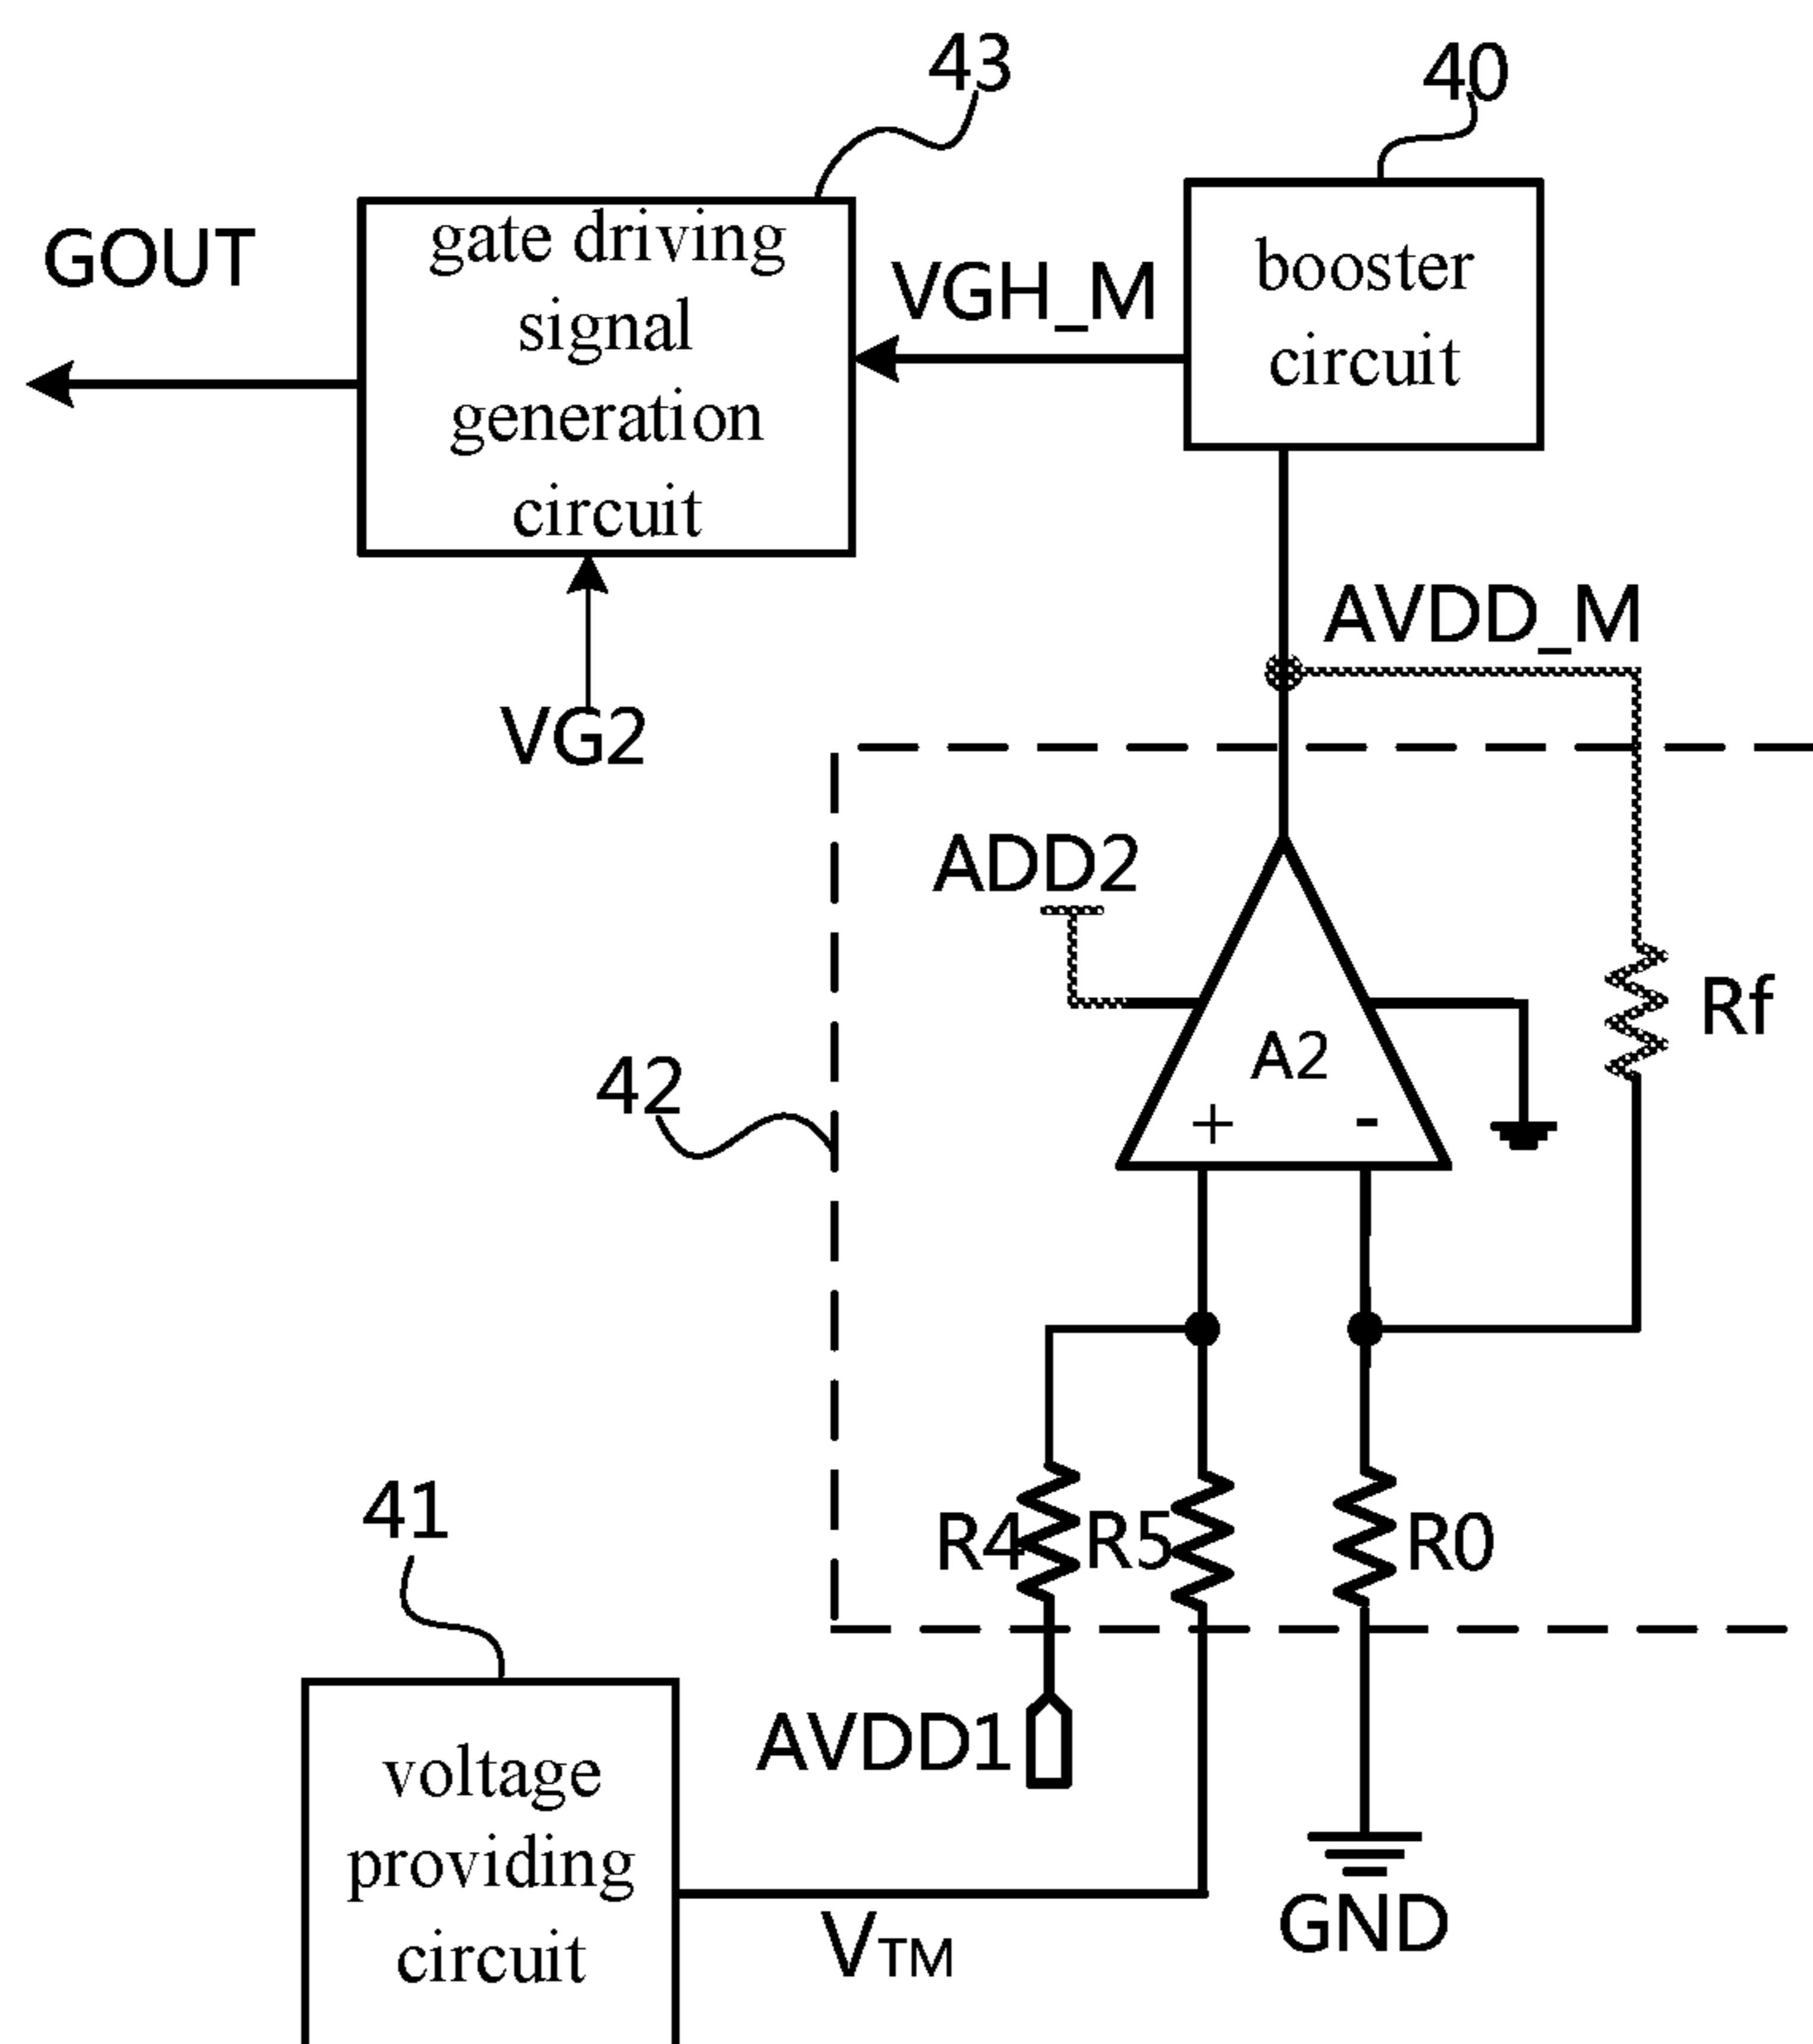 43
40
GOUT
gate driving
signal
generation
circuit
VGH_M
booster
circuit
AVDD_M
VG2
ADD2
Rf
A2
42
+
-
R4
R5
R0
41
AVDD1
voltage
providing
circuit
VTM
GND